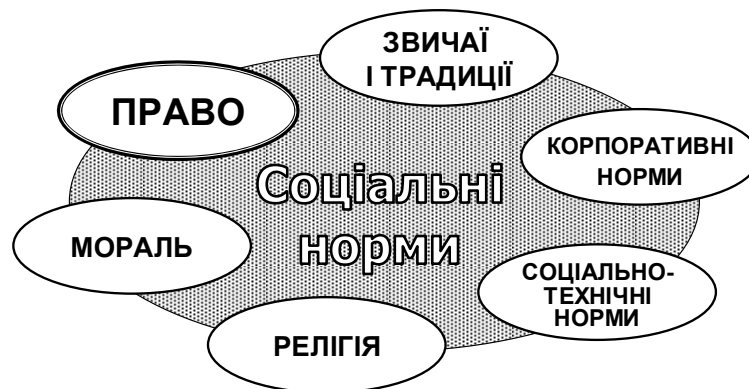 ЗВИЧАЇ
І ТРАДИЦІЇ
ПРАВО
КОРПОРАТИВНІ
НОРМИ
Соціальні
норми
МОРАЛЬ
СОЦІАЛЬНО-
ТЕХНІЧНІ
НОРМИ
РЕЛІГІЯ